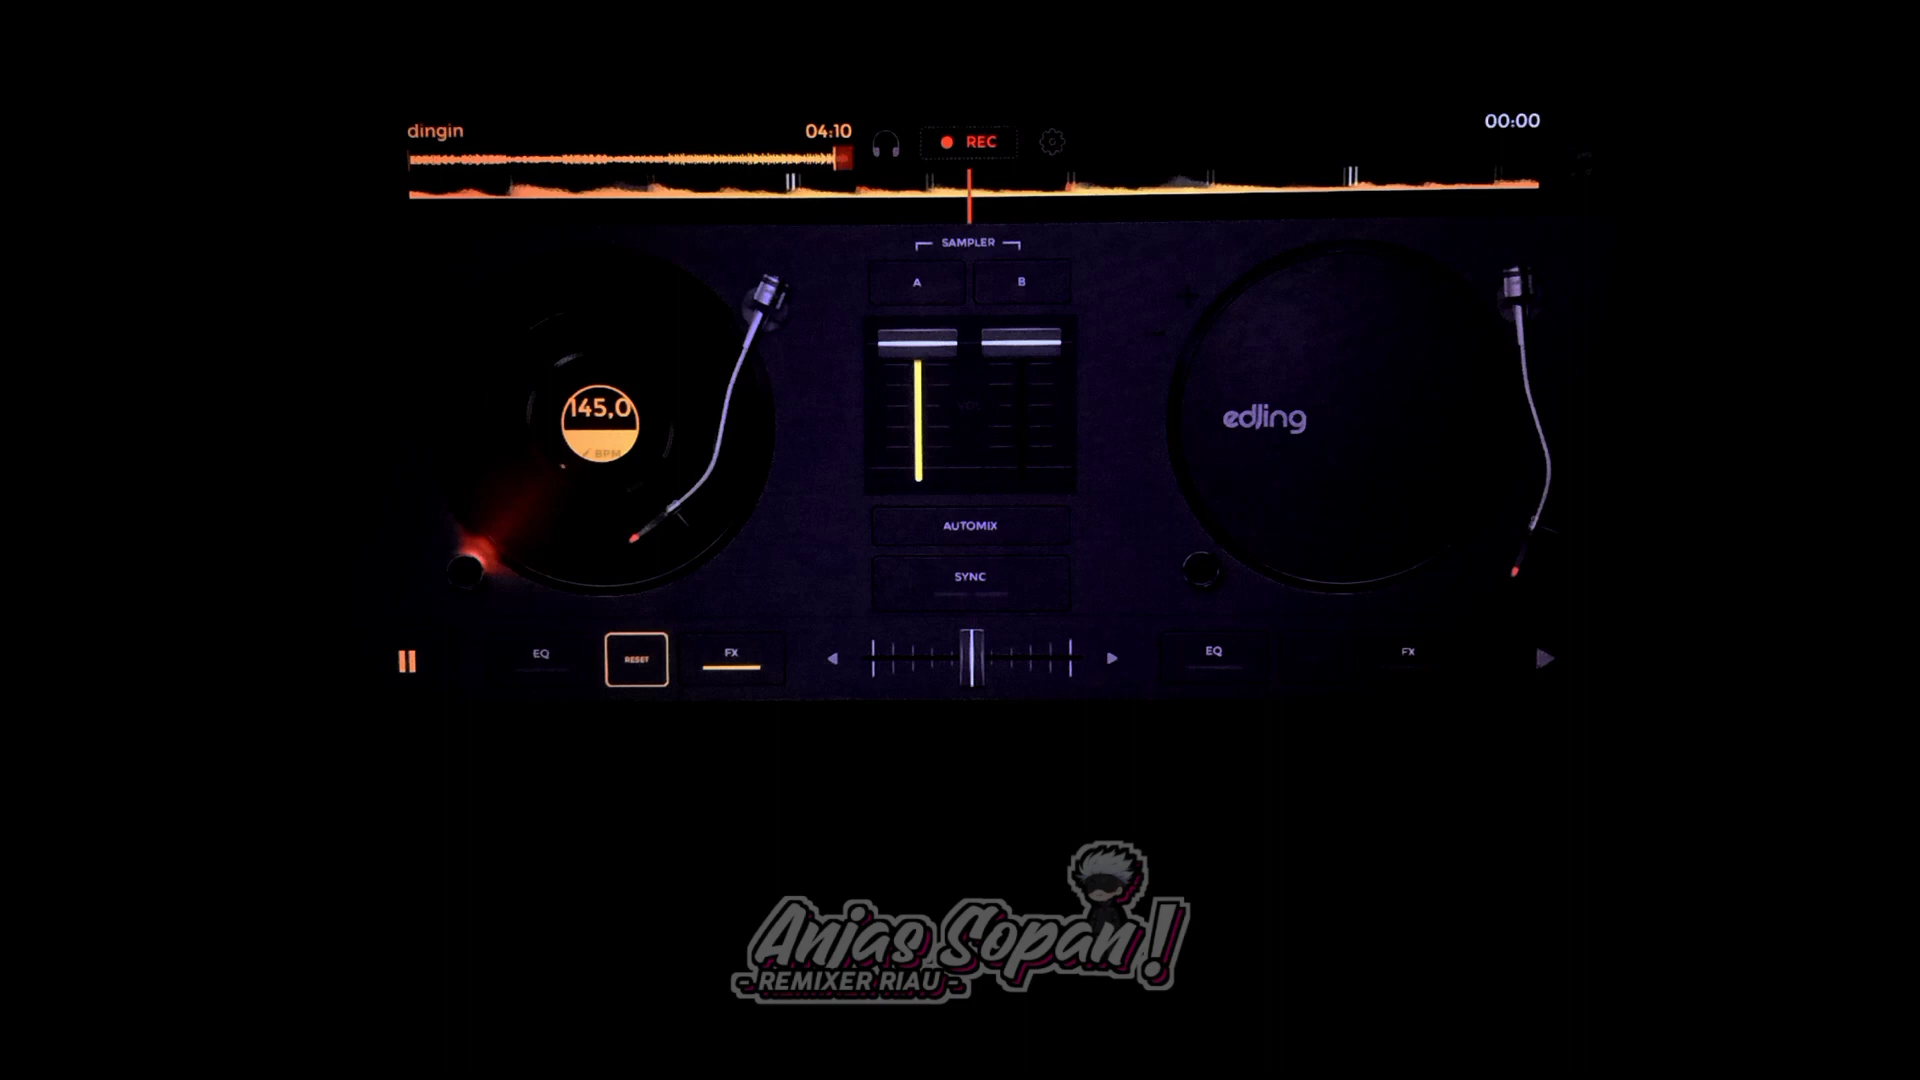 dingin
04:10
REC
00:00
SAMPLER
A
B
VOL
145,0
BPM
edjing
AUTOMIX
SYNC
EQ
RESET
FX
EQ
FX
Anjas Sopan!
- REMIXER RIAU -